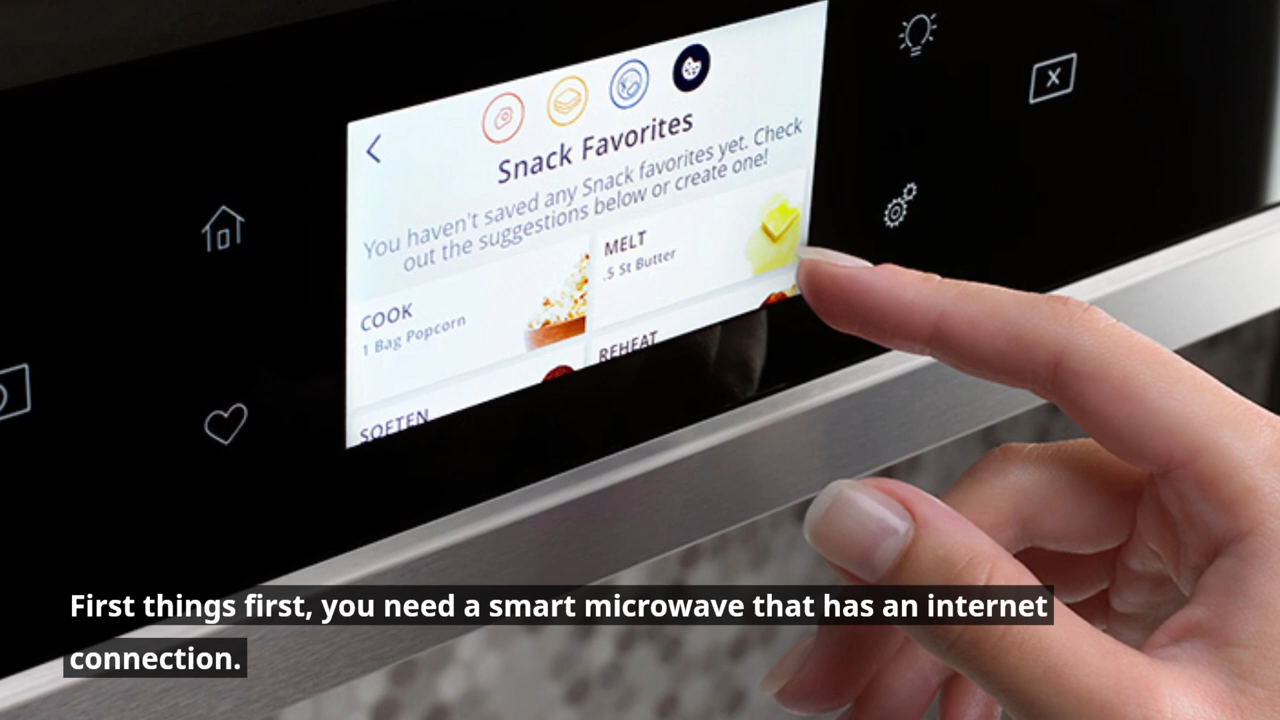 Snack Favorites
You haven't saved any Snack favorites yet. Check
out the suggestions below or create one!
COOK
1 Bag Popcorn
MELT
.5 St Butter
SOFTEN
REHEAT
First things first, you need a smart microwave that has an internet
connection.